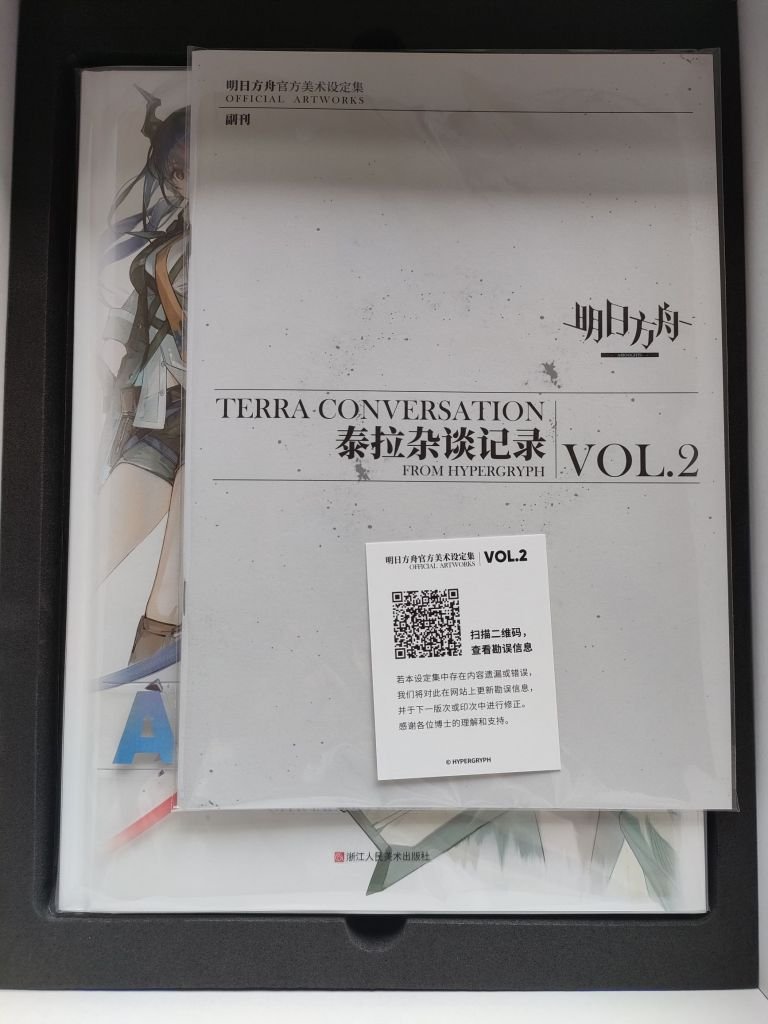 明日方舟官方美术设定集
OFFICIAL ARTWORKS
副刊
明日方舟
ARKNIGHTS
TERRA CONVERSATION
泰拉杂谈记录
FROM HYPERGRYPH
VOL.2
明日方舟官方美术设定集
OFFICIAL ARTWORKS
VOL.2
扫描二维码，
查看勘误信息
若本设定集中存在内容遗漏或错误，
我们将对此在网站上更新勘误信息，
并于下一版次或印次中进行修正。
感谢各位博士的理解和支持。
© HYPERGRYPH
A
浙江人民美术出版社